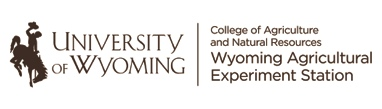 UNIVERSITY
OF WYOMING
College of Agriculture
and Natural Resources
Wyoming Agricultural
Experiment Station